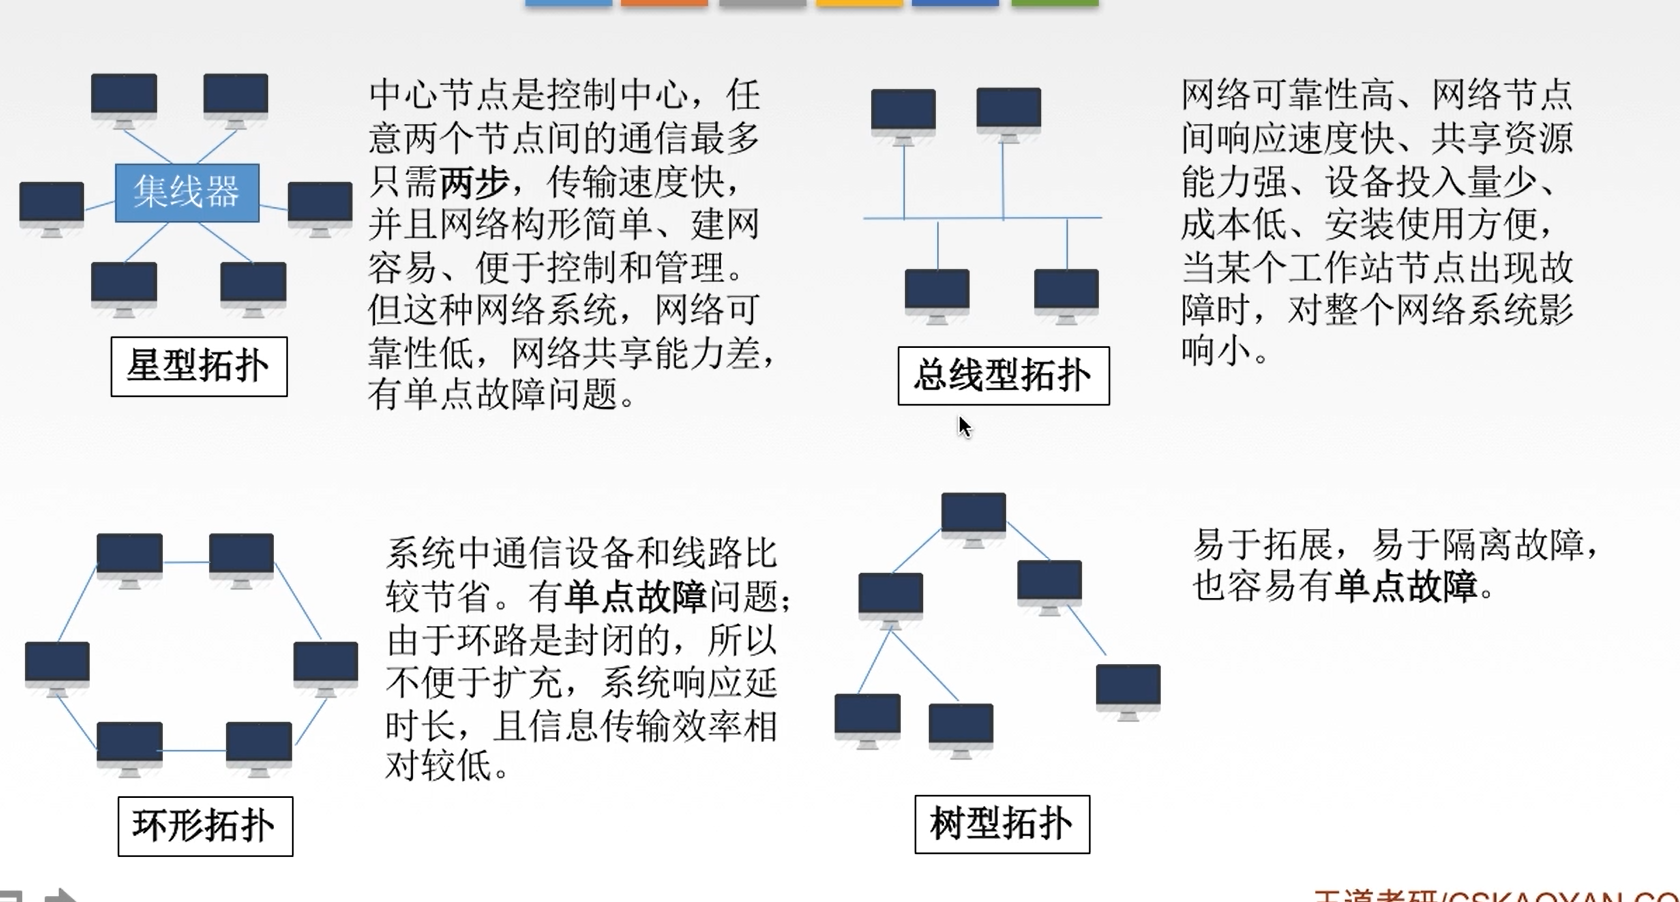 集线器
星型拓扑
中心节点是控制中心，任
意两个节点间的通信最多
只需两步，传输速度快，
并且网络构形简单、建网
容易、便于控制和管理。
但这种网络系统，网络可
靠性低，网络共享能力差，
有单点故障问题。
总线型拓扑
网络可靠性高、网络节点
间响应速度快、共享资源
能力强、设备投入量少、
成本低、安装使用方便，
当某个工作站节点出现故
障时，对整个网络系统影
响小。
环形拓扑
系统中通信设备和线路比
较节省。有单点故障问题；
由于环路是封闭的，所以
不便于扩充，系统响应延
时长，且信息传输效率相
对较低。
树型拓扑
易于拓展，易于隔离故障，
也容易有单点故障。
王道考研/CSKAOYAN.CO